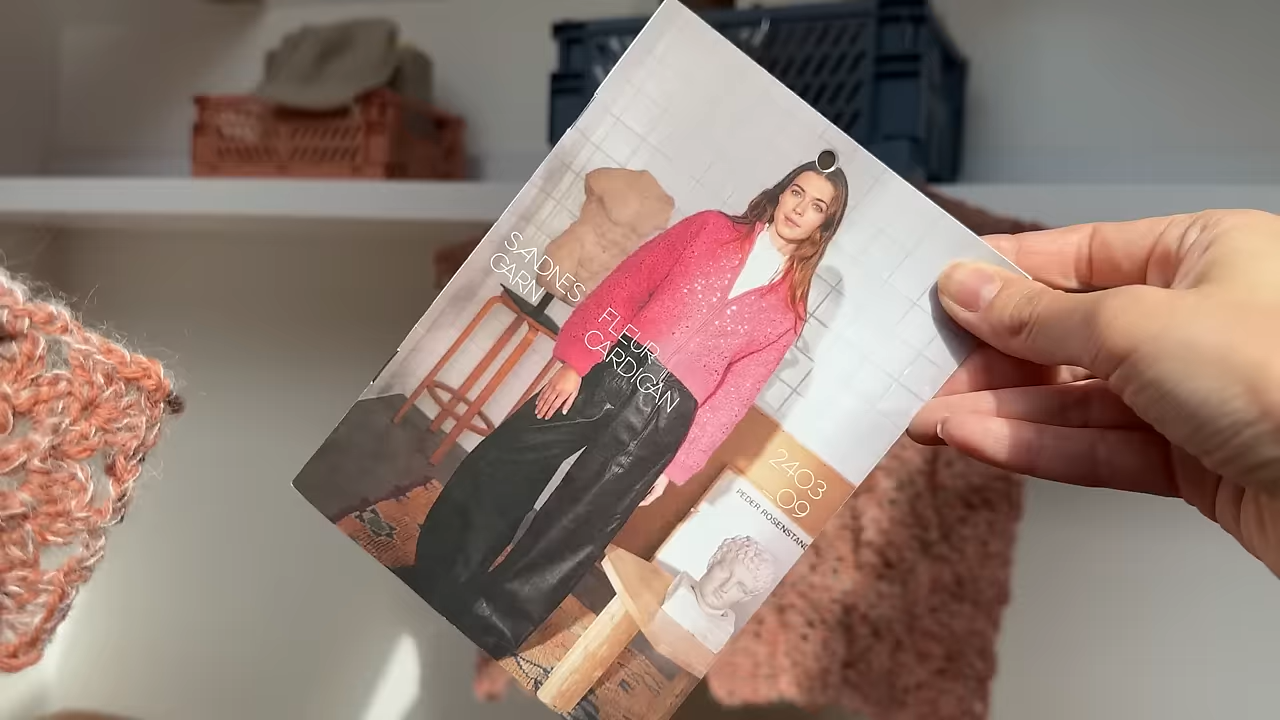 SANDNES
GARN
FLEUR
CARDIGAN
2403
09
PEDER ROSENSTAND